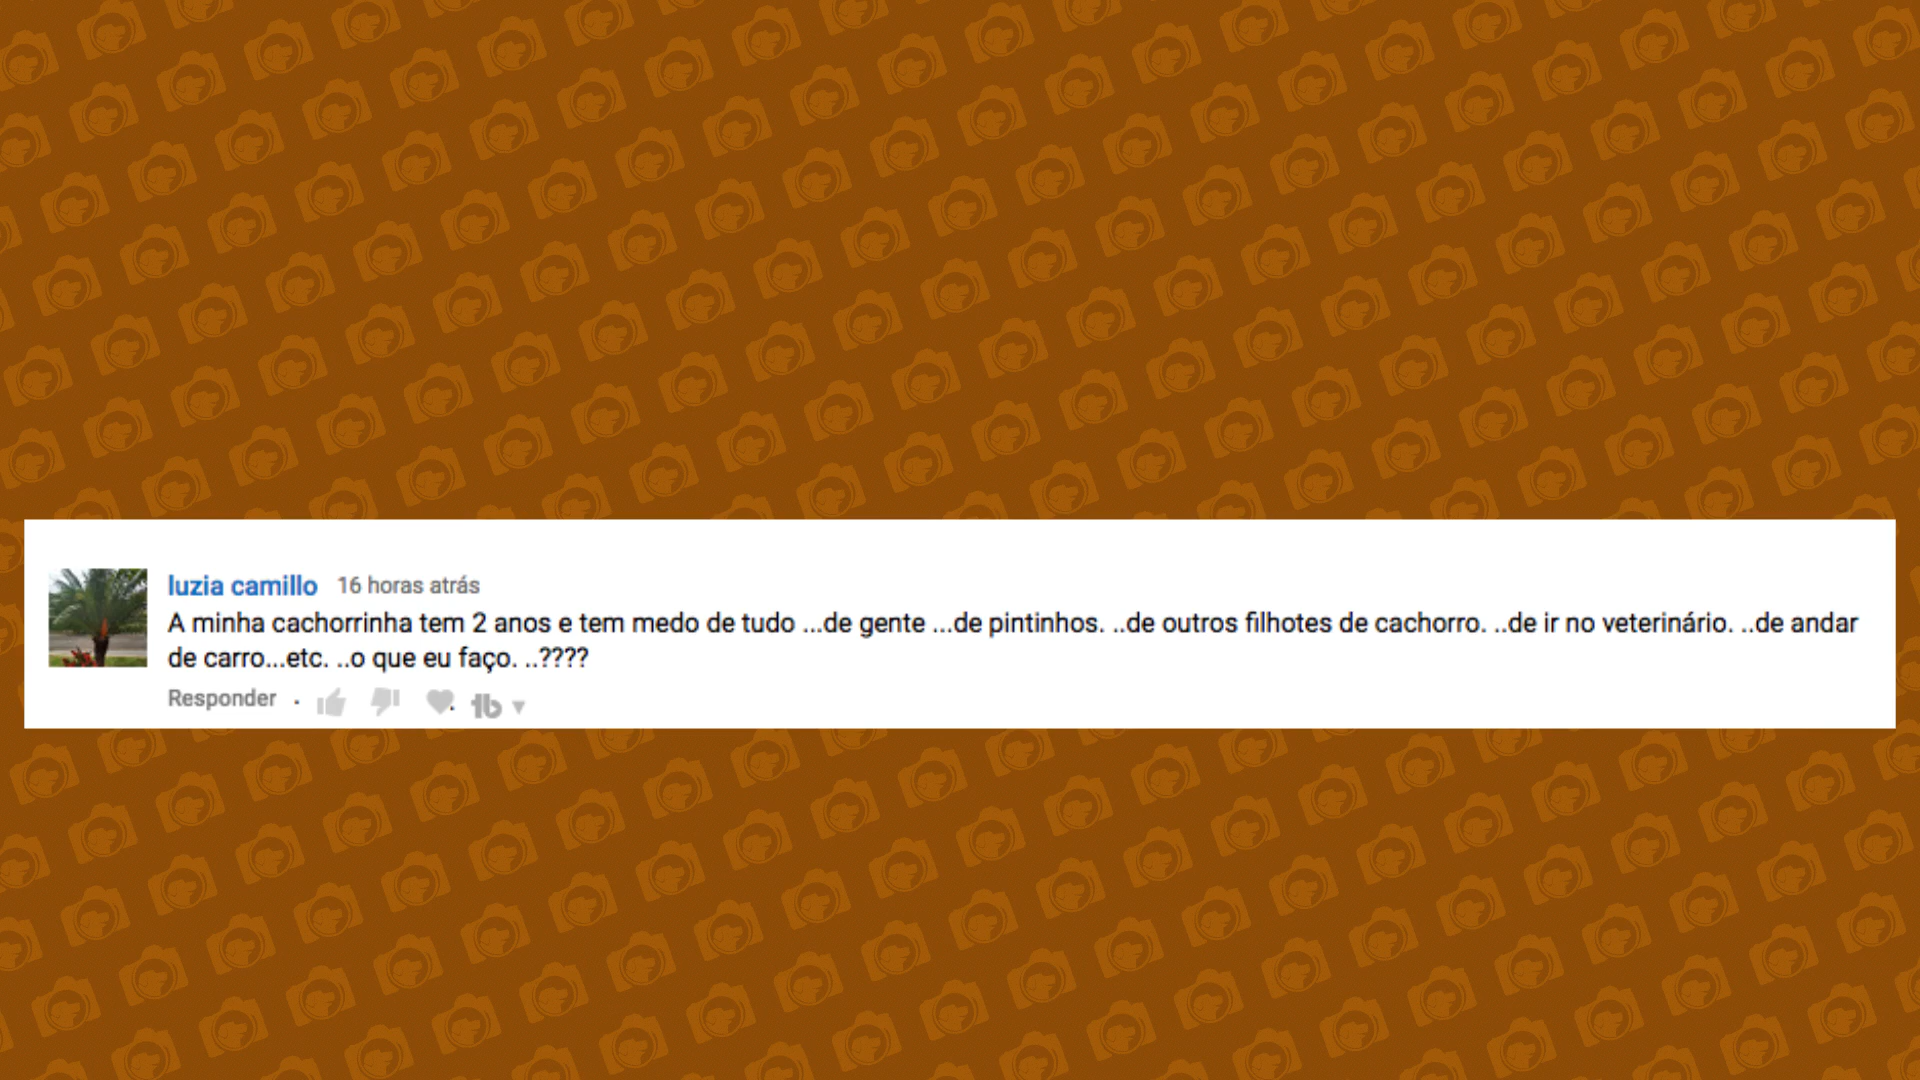 luzia camillo 16 horas atrás
A minha cachorrinha tem 2 anos e tem medo de tudo ...de gente ...de pintinhos. ..de outros filhotes de cachorro. ..de ir no veterinário. ..de andar
de carro...etc. ..o que eu faço. ..????
Responder .